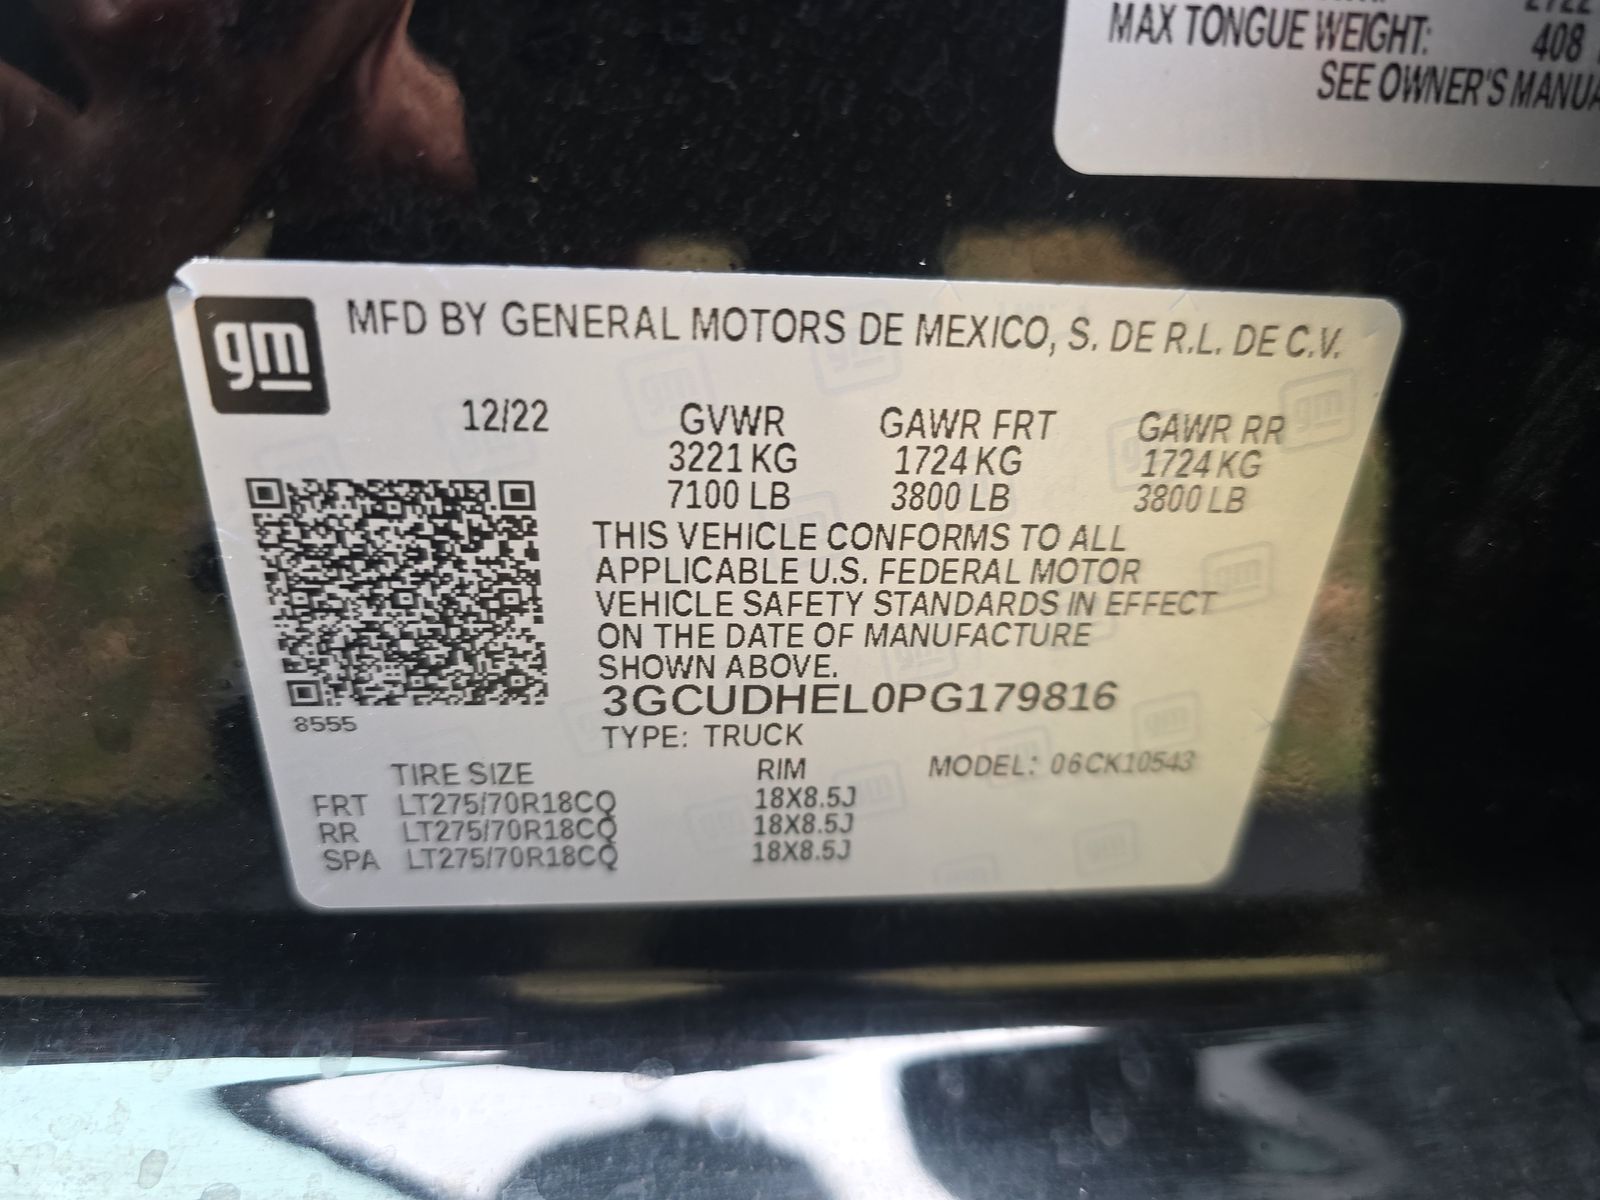 MAX TONGUE WEIGHT: 408
SEE OWNER'S
gm
MFD BY GENERAL MOTORS DE MEXICO, S. DE R.L. DE C.V.
12/22 GVWR GAWR FRT GAWR RR
3221 KG 1724 KG 1724 KG
7100 LB 3800 LB 3800 LB
THIS VEHICLE CONFORMS TO ALL
APPLICABLE U.S. FEDERAL MOTOR
VEHICLE SAFETY STANDARDS IN EFFECT
ON THE DATE OF MANUFACTURE
SHOWN ABOVE.
3GCUDHEL0PG179816
8555
TYPE: TRUCK
TIRE SIZE RIM MODEL: 06CK10543
FRT LT275/70R18CQ 18X8.5J
RR LT275/70R18CQ 18X8.5J
SPA LT275/70R18CQ 18X8.5J